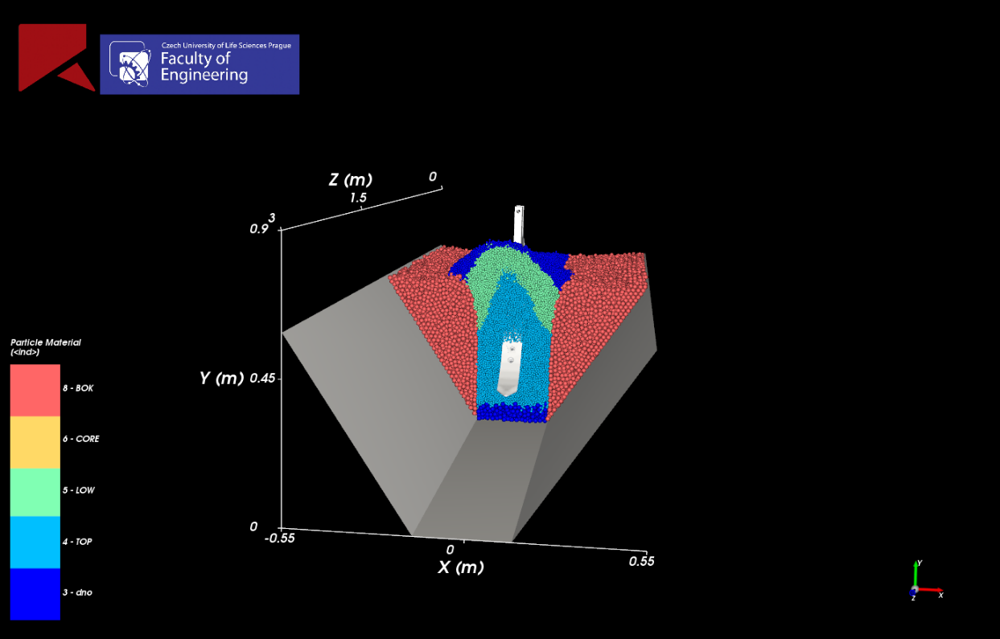 Czech University of Life Sciences Prague
Faculty of
Engineering
Z (m)
0
1.5
3
0.9
Y (m)
0.45
0
-0.55
0
X (m)
0.55
Particle Material
(<ind>)
8 - BOK
6 - CORE
5 - LOW
4 - TOP
3 - dno
Y
Z
X